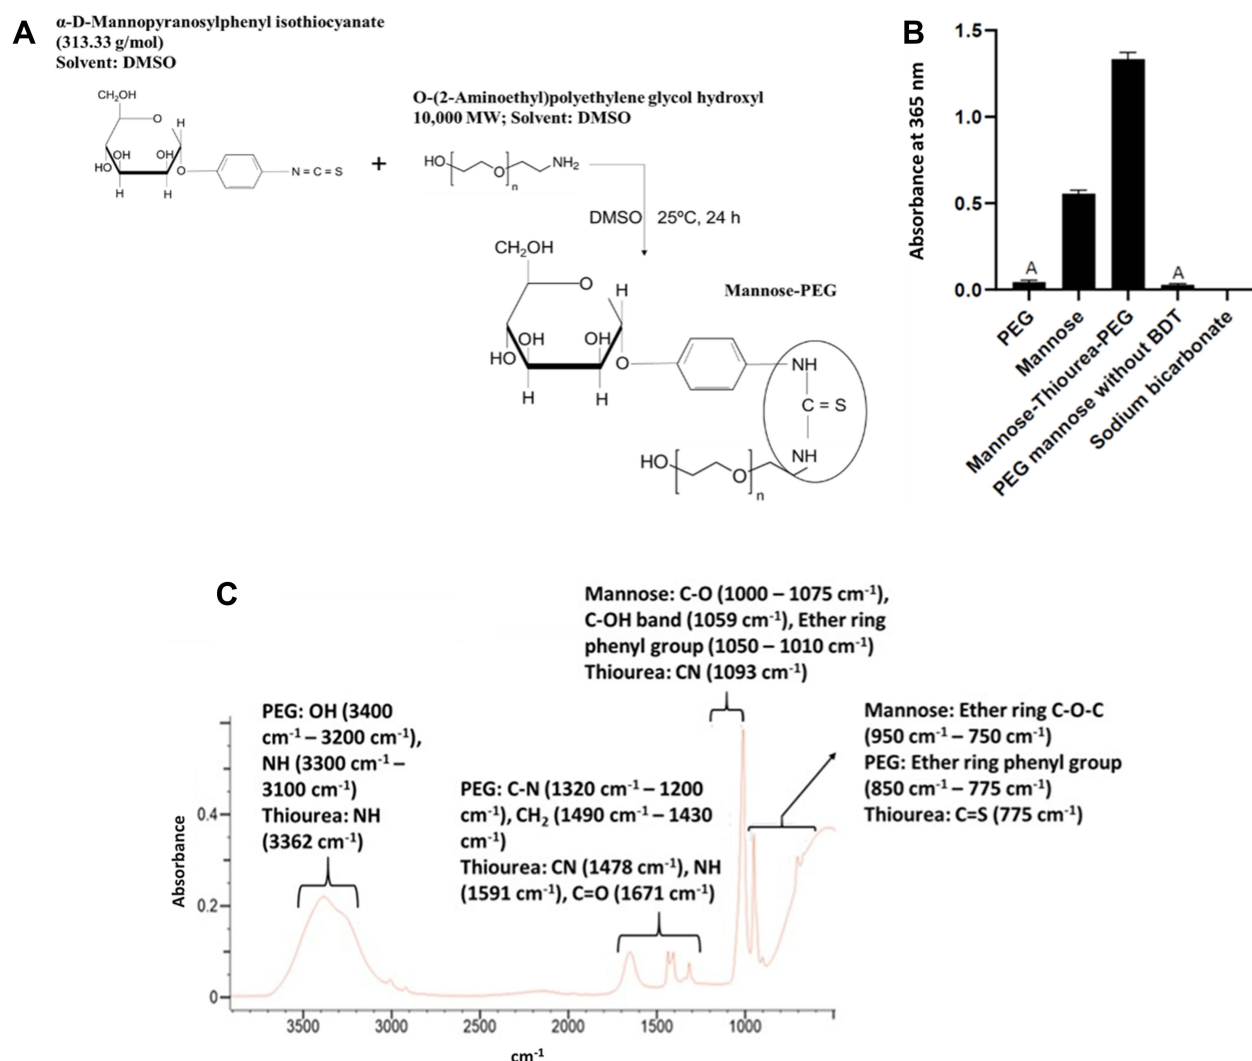 A
α-D-Mannopyranosylphenyl isothiocyanate
(313.33 g/mol)
Solvent: DMSO
CH₂OH
O
H
OH
HO
OH
O
H
H
N=C=S
+
O-(2-Aminoethyl)polyethylene glycol hydroxyl
10,000 MW; Solvent: DMSO
HO
O
n
NH₂
DMSO
25ºC, 24 h
CH₂OH
O
H
OH
HO
OH
O
H
H
Mannose-PEG
NH
C=S
NH
HO
O
n
B
Absorbance at 365 nm
1.5
1.0
0.5
0.0
A
A
PEG
Mannose
Mannose-Thiourea-PEG
PEG mannose without BDT
Sodium bicarbonate
C
Mannose: C-O (1000 – 1075 cm⁻¹),
C-OH band (1059 cm⁻¹), Ether ring
phenyl group (1050 – 1010 cm⁻¹)
Thiourea: CN (1093 cm⁻¹)
PEG: OH (3400
cm⁻¹ – 3200 cm⁻¹),
NH (3300 cm⁻¹ –
3100 cm⁻¹)
Thiourea: NH
(3362 cm⁻¹)
PEG: C-N (1320 cm⁻¹ – 1200
cm⁻¹), CH₂ (1490 cm⁻¹ – 1430
cm⁻¹)
Thiourea: CN (1478 cm⁻¹), NH
(1591 cm⁻¹), C=O (1671 cm⁻¹)
Mannose: Ether ring C-O-C
(950 cm⁻¹ – 750 cm⁻¹)
PEG: Ether ring phenyl group
(850 cm⁻¹ – 775 cm⁻¹)
Thiourea: C=S (775 cm⁻¹)
Absorbance
0.4
0.2
0
3500
3000
2500
2000
1500
1000
cm⁻¹